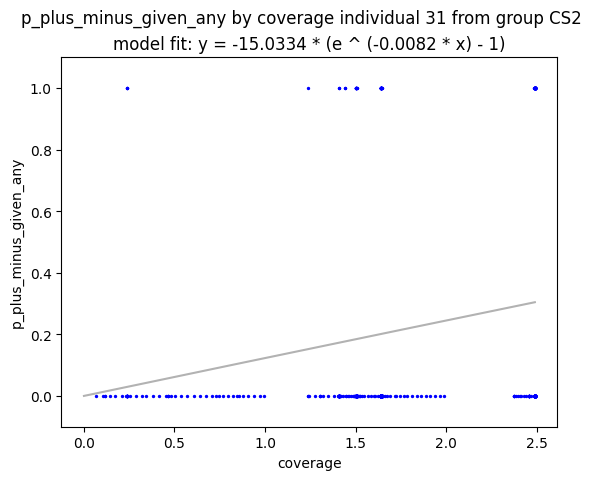 p_plus_minus_given_any by coverage individual 31 from group CS2
model fit: y = -15.0334 * (e ^ (-0.0082 * x) - 1)
p_plus_minus_given_any
1.0
0.8
0.6
0.4
0.2
0.0
0.0 0.5 1.0 1.5 2.0 2.5
coverage